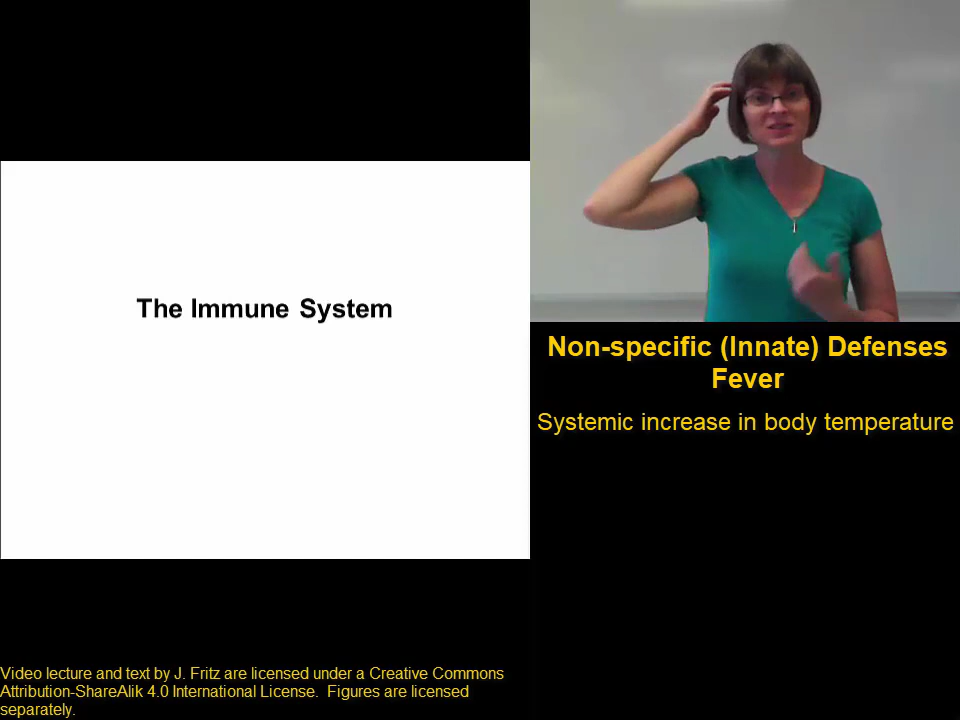 The Immune System
Non-specific (Innate) Defenses
Fever
Systemic increase in body temperature
Video lecture and text by J. Fritz are licensed under a Creative Commons
Attribution-ShareAlik 4.0 International License.  Figures are licensed
separately.